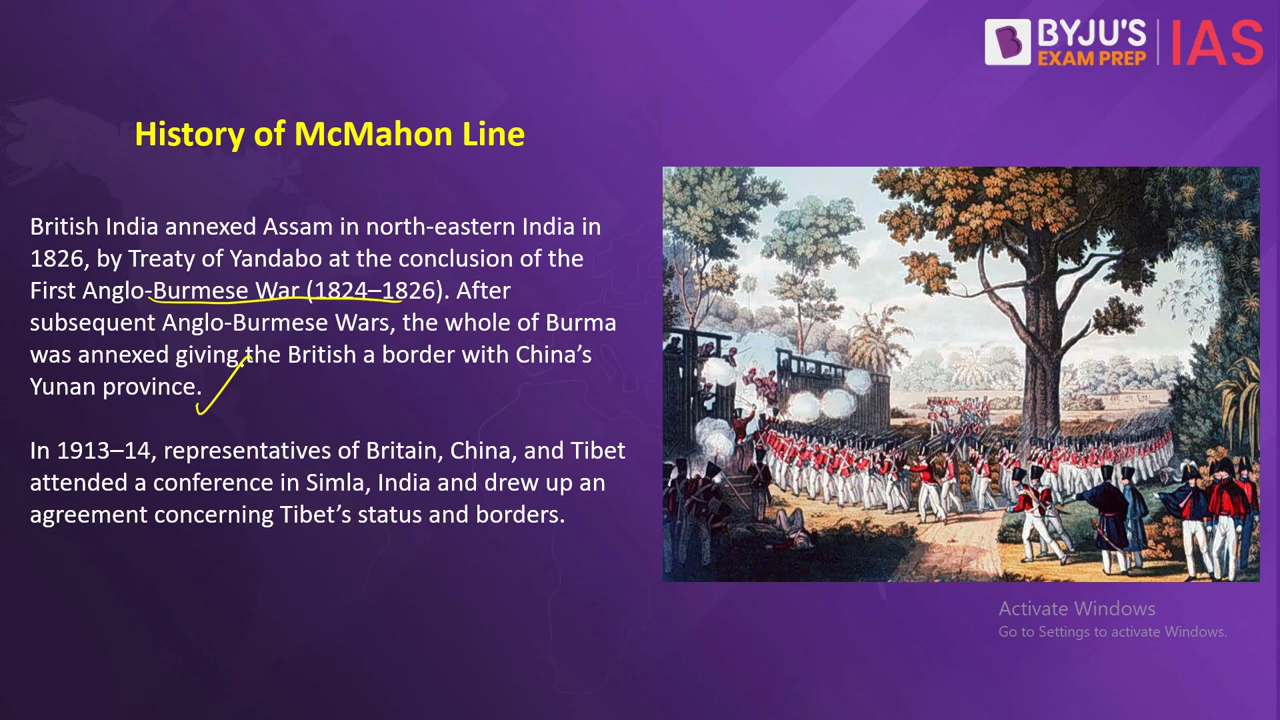 BYJU'S
EXAM PREP
IAS
History of McMahon Line
British India annexed Assam in north-eastern India in
1826, by Treaty of Yandabo at the conclusion of the
First Anglo-Burmese War (1824–1826). After
subsequent Anglo-Burmese Wars, the whole of Burma
was annexed giving the British a border with China's
Yunan province.
In 1913–14, representatives of Britain, China, and Tibet
attended a conference in Simla, India and drew up an
agreement concerning Tibet's status and borders.
Activate Windows
Go to Settings to activate Windows.